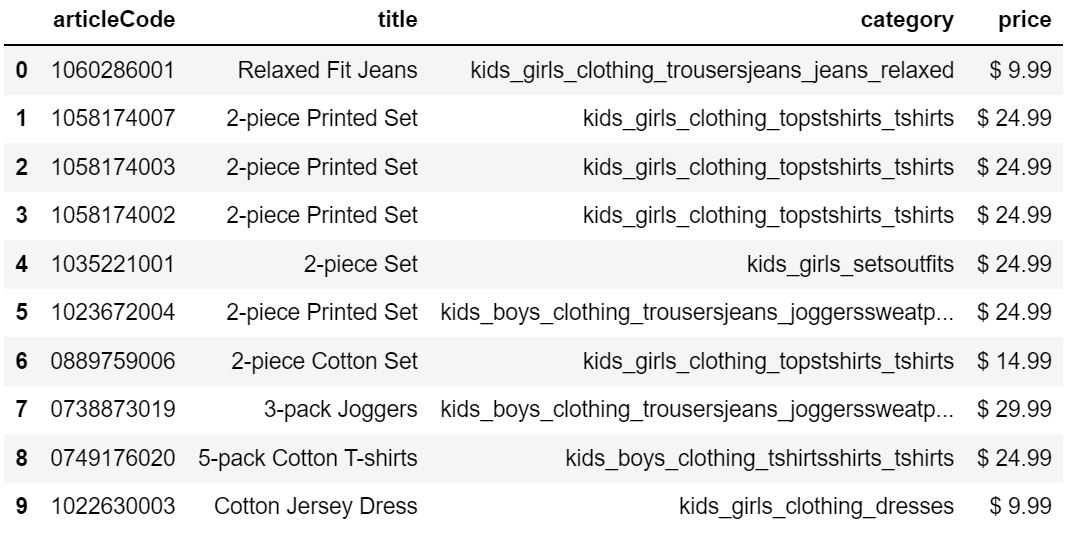 articleCode title category price
0 1060286001 Relaxed Fit Jeans kids_girls_clothing_trousersjeans_jeans_relaxed $ 9.99
1 1058174007 2-piece Printed Set kids_girls_clothing_topstshirts_tshirts $ 24.99
2 1058174003 2-piece Printed Set kids_girls_clothing_topstshirts_tshirts $ 24.99
3 1058174002 2-piece Printed Set kids_girls_clothing_topstshirts_tshirts $ 24.99
4 1035221001 2-piece Set kids_girls_setsoutfits $ 24.99
5 1023672004 2-piece Printed Set kids_boys_clothing_trousersjeans_joggerssweatp... $ 24.99
6 0889759006 2-piece Cotton Set kids_girls_clothing_topstshirts_tshirts $ 14.99
7 0738873019 3-pack Joggers kids_boys_clothing_trousersjeans_joggerssweatp... $ 29.99
8 0749176020 5-pack Cotton T-shirts kids_boys_clothing_tshirtsshirts_tshirts $ 24.99
9 1022630003 Cotton Jersey Dress kids_girls_clothing_dresses $ 9.99